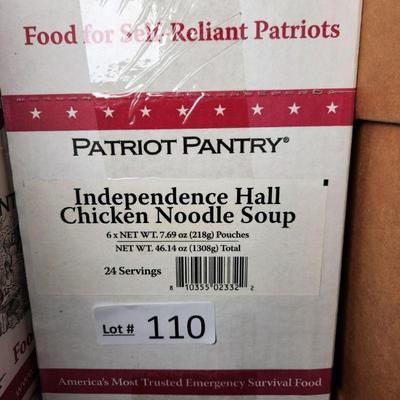 Food for Self-Reliant Patriots
PATRIOT PANTRY®
Independence Hall
Chicken Noodle Soup
6 x NET WT. 7.69 oz (218g) Pouches
NET WT. 46.14 oz (1308g) Total
24 Servings
8 10355 02332 2
Lot # 110
America's Most Trusted Emergency Survival Food
ANT
Foo